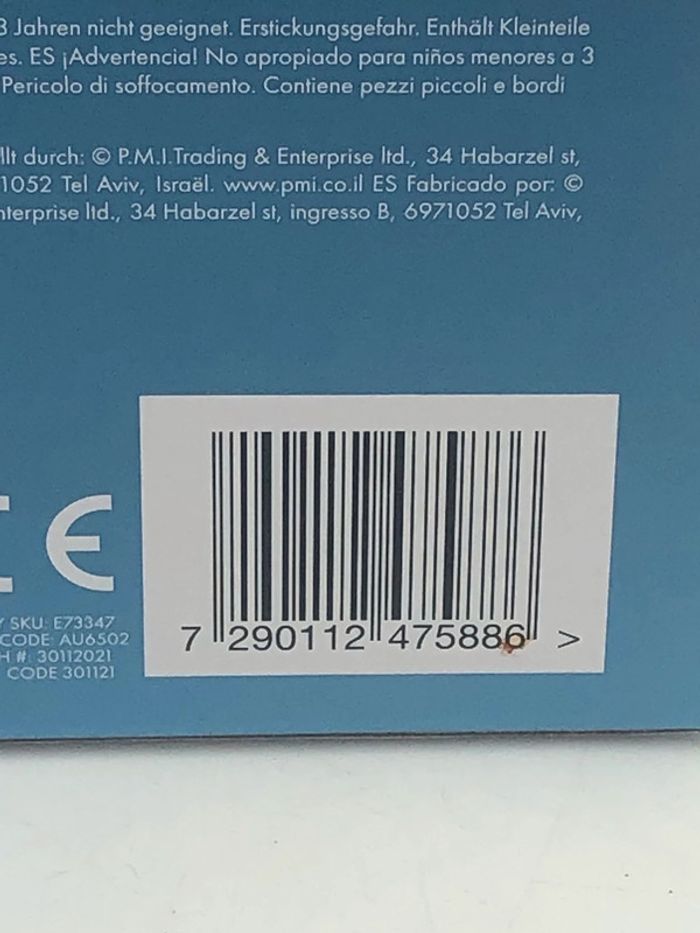 3 Jahren nicht geeignet. Erstickungsgefahr. Enthält Kleinteile
es. ES ¡Advertencia! No apropiado para niños menores a 3
Pericolo di soffocamento. Contiene pezzi piccoli e bordi
llt durch: © P.M.I.Trading & Enterprise ltd., 34 Habarzel st,
1052 Tel Aviv, Israël. www.pmi.co.il ES Fabricado por: ©
nterprise ltd., 34 Habarzel st, ingresso B, 6971052 Tel Aviv,
CE
Y SKU: E73347
CODE: AU6502
H #: 30112021
CODE 301121
7 290112 475886 >